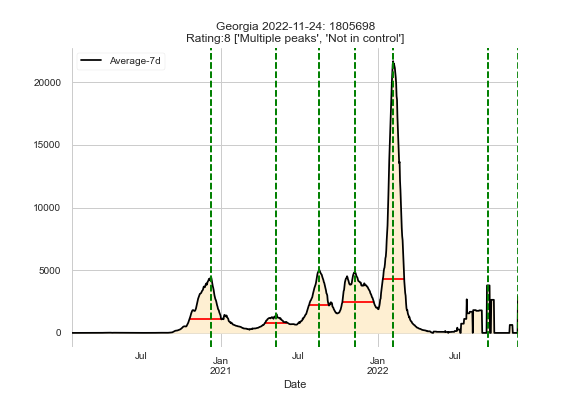 Georgia 2022-11-24: 1805698
Rating:8 ['Multiple peaks', 'Not in control']
Average-7d
20000
15000
10000
5000
0
Jul
Jan
2021
Jul
Jan
2022
Jul
Date